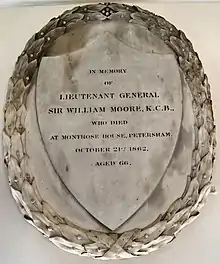 IN MEMORY
OF
LIEUTENANT GENERAL
SIR WILLIAM MOORE, K.C.B.,
WHO DIED
AT MONTROSE HOUSE, PETERSHAM,
OCTOBER 21ST 1862,
AGED 66.